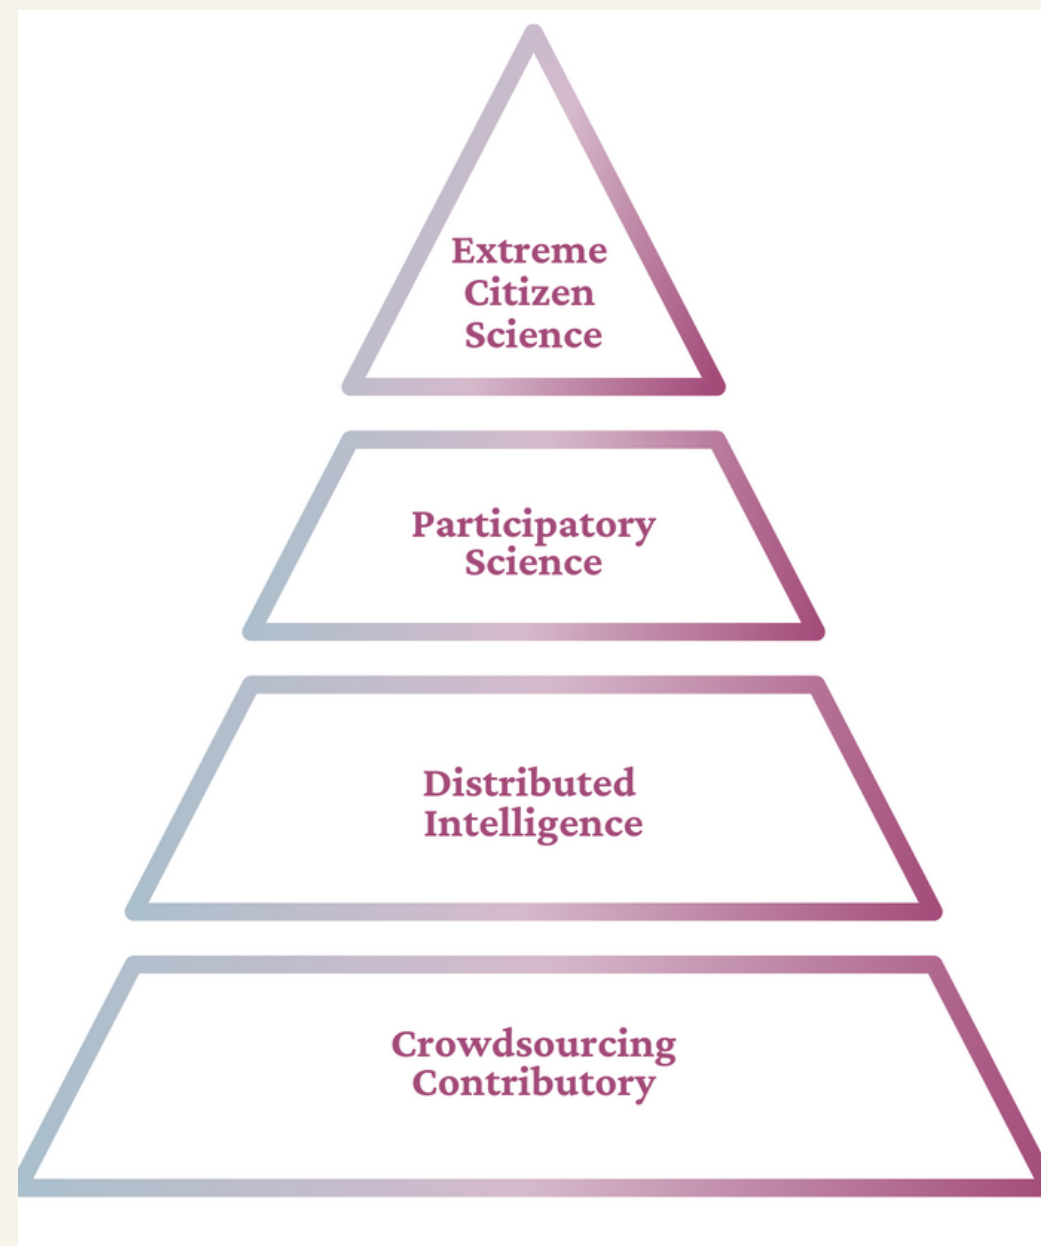 Extreme
Citizen
Science
Participatory
Science
Distributed
Intelligence
Crowdsourcing
Contributory